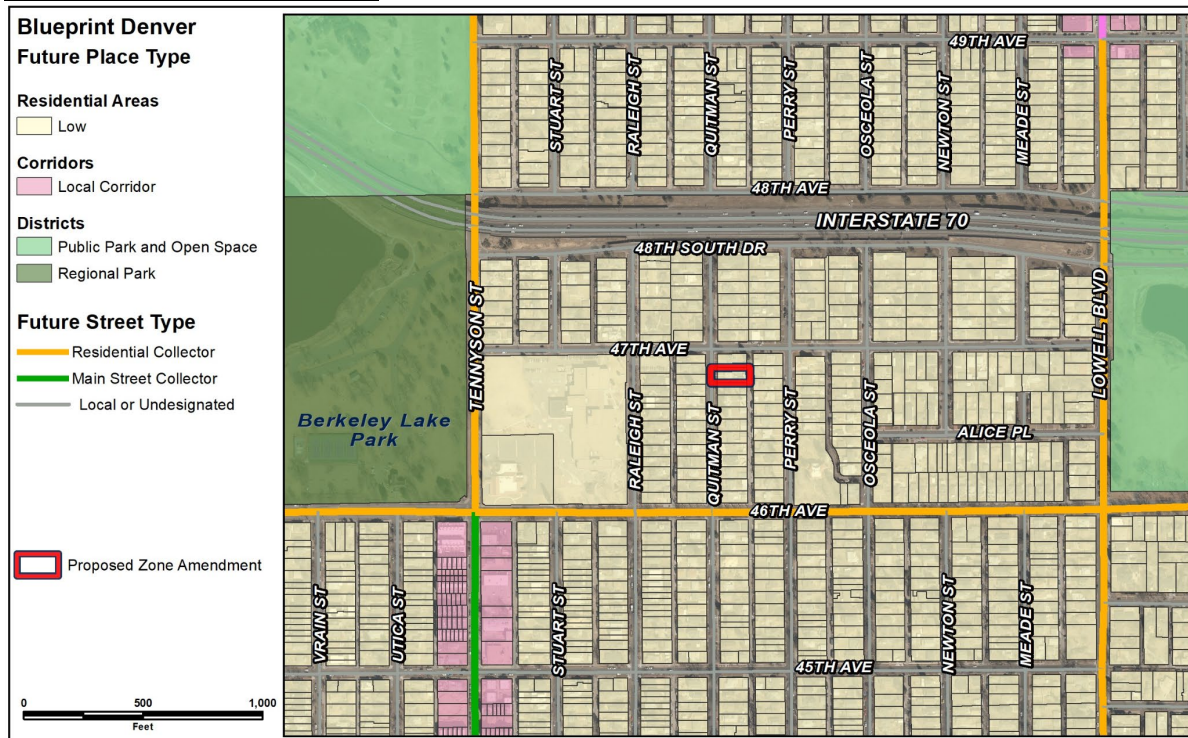 Blueprint Denver
Future Place Type
Residential Areas
Low
Corridors
Local Corridor
Districts
Public Park and Open Space
Regional Park
Future Street Type
Residential Collector
Main Street Collector
Local or Undesignated
Proposed Zone Amendment
0 500 1,000
Feet
49TH AVE
STUART ST
RALEIGH ST
QUITMAN ST
PERRY ST
OSCEOLA ST
NEWTON ST
MEADE ST
48TH AVE
INTERSTATE 70
48TH SOUTH DR
TENNYSON ST
LOWELL BLVD
47TH AVE
Berkeley Lake
Park
RALEIGH ST
QUITMAN ST
PERRY ST
OSCEOLA ST
ALICE PL
46TH AVE
VRAIN ST
UTICA ST
STUART ST
NEWTON ST
MEADE ST
45TH AVE